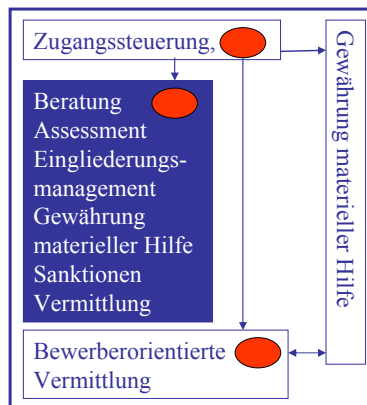 Zugangssteuerung,
Beratung
Assessment
Eingliederungs-
management
Gewährung
materieller Hilfe
Sanktionen
Vermittlung
Gewährung materieller Hilfe
Bewerberorientierte
Vermittlung